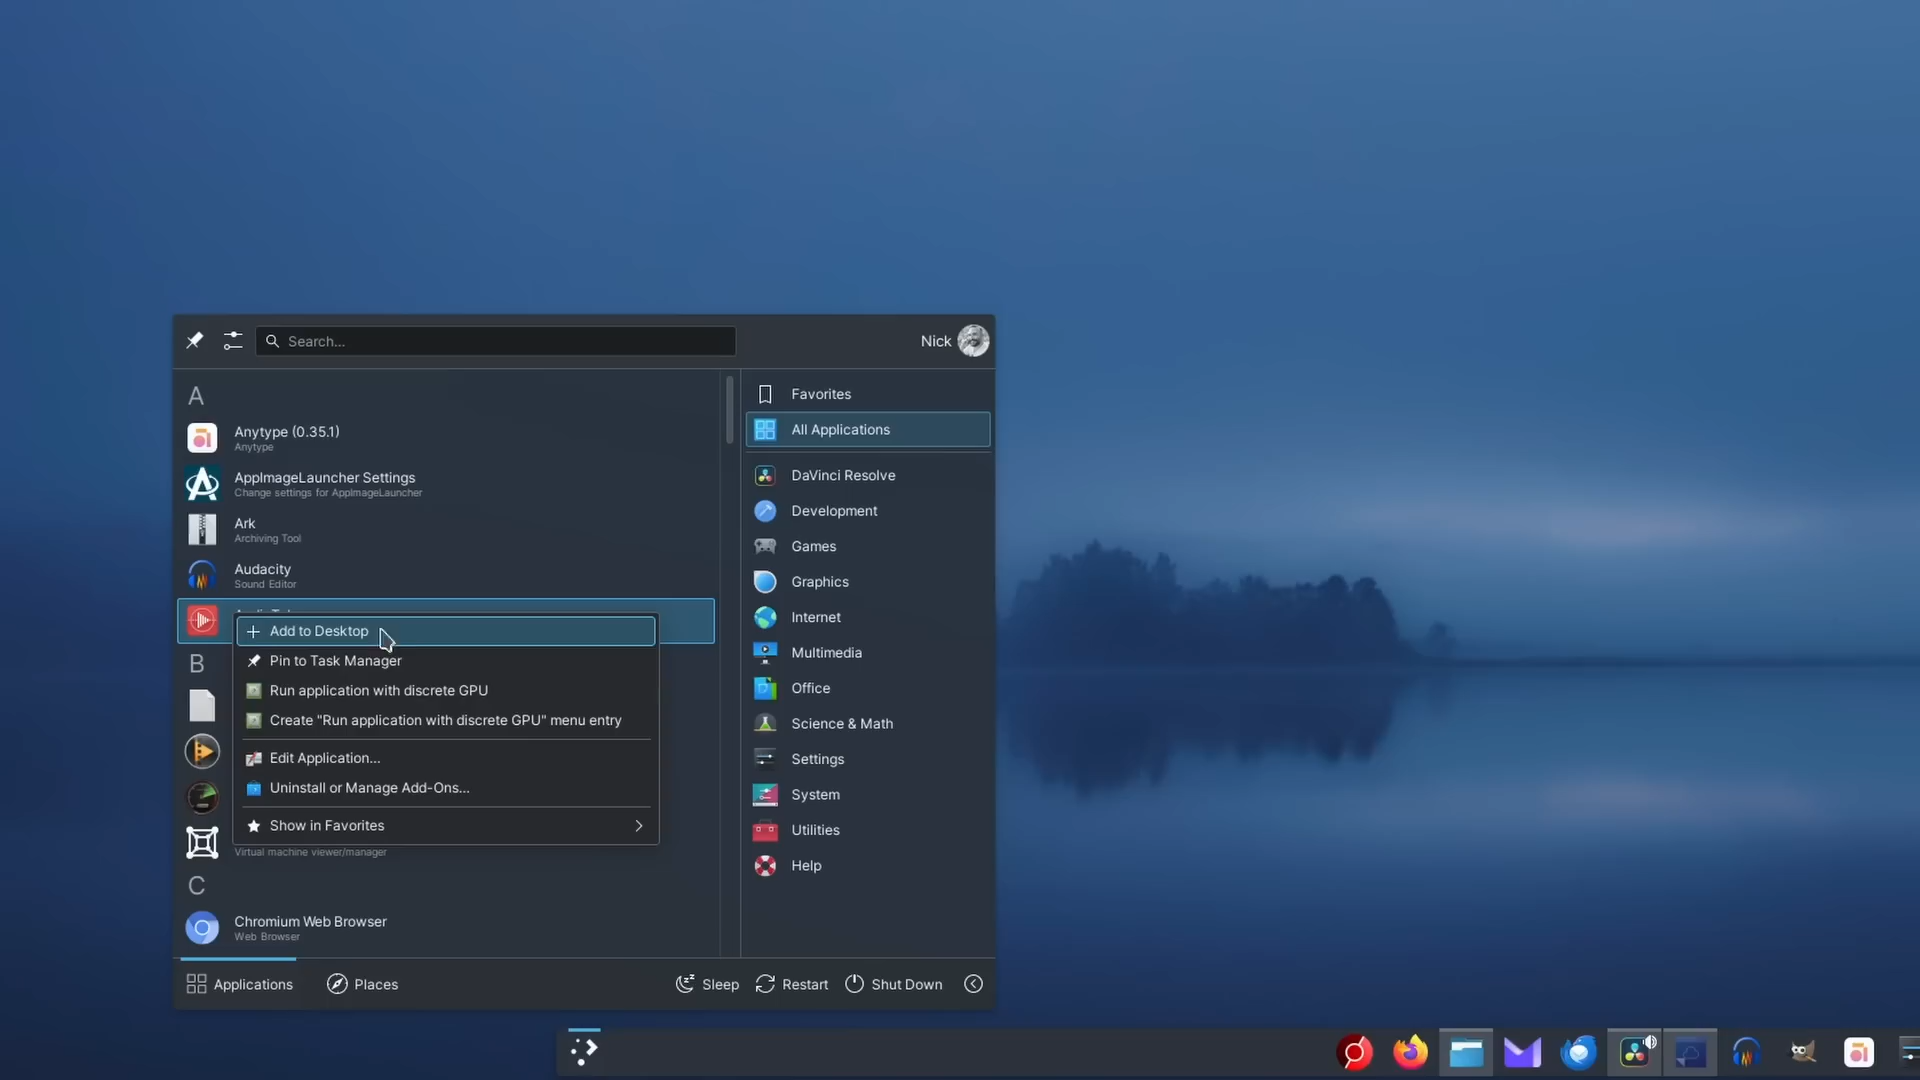 Search...
Nick
A
Anytype (0.35.1)
Anytype
AppImageLauncher Settings
Change settings for AppImageLauncher
Ark
Archiving Tool
Audacity
Sound Editor
Add to Desktop
Pin to Task Manager
Run application with discrete GPU
Create "Run application with discrete GPU" menu entry
Edit Application...
Uninstall or Manage Add-Ons...
Show in Favorites
B
Virtual machine viewer/manager
C
Chromium Web Browser
Web Browser
Favorites
All Applications
DaVinci Resolve
Development
Games
Graphics
Internet
Multimedia
Office
Science & Math
Settings
System
Utilities
Help
Applications
Places
Sleep
Restart
Shut Down